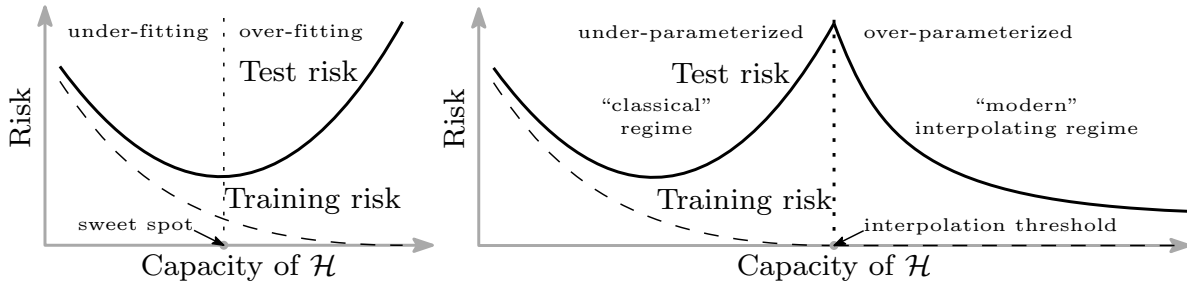 under-fitting
over-fitting
Test risk
Risk
Training risk
sweet spot
Capacity of ℋ
under-parameterized
over-parameterized
Test risk
“classical”
regime
“modern”
interpolating regime
Risk
Training risk
interpolation threshold
Capacity of ℋ